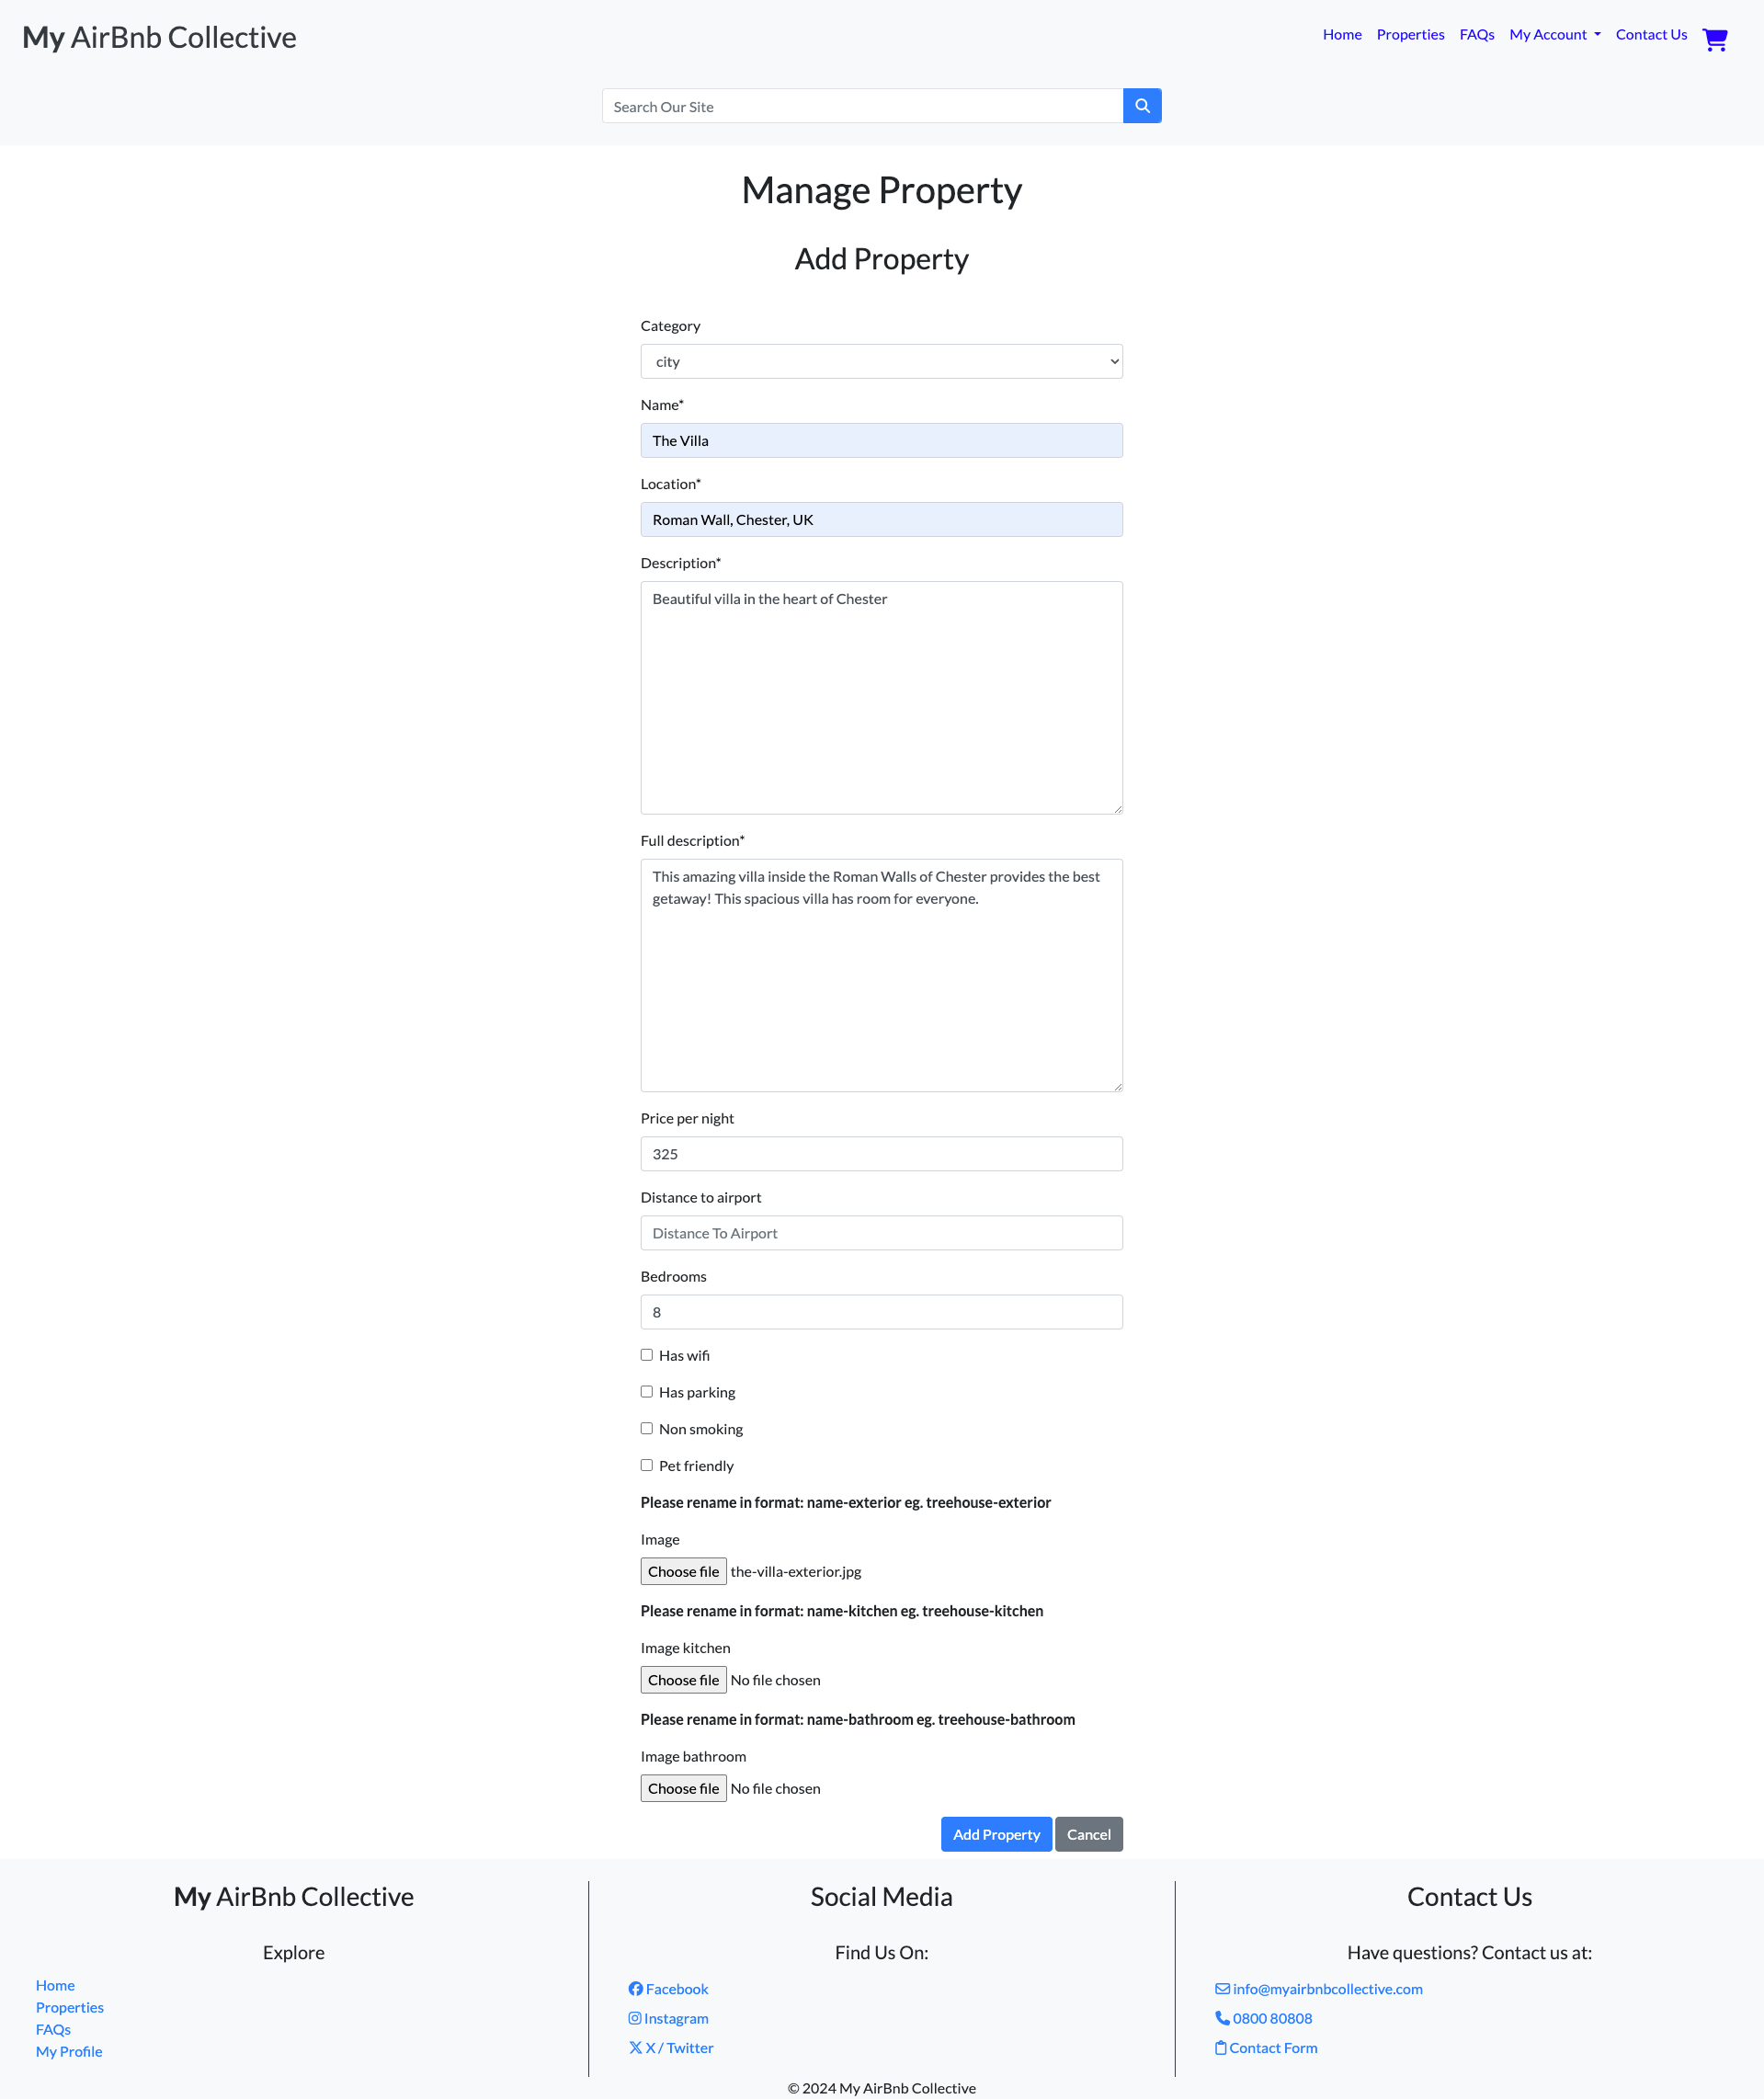 My AirBnb Collective
Home Properties FAQs My Account Contact Us
Search Our Site
Manage Property
Add Property
Category
city
Name*
The Villa
Location*
Roman Wall, Chester, UK
Description*
Beautiful villa in the heart of Chester
Full description*
This amazing villa inside the Roman Walls of Chester provides the best
getaway! This spacious villa has room for everyone.
Price per night
325
Distance to airport
Distance To Airport
Bedrooms
8
Has wifi
Has parking
Non smoking
Pet friendly
Please rename in format: name-exterior eg. treehouse-exterior
Image
Choose file the-villa-exterior.jpg
Please rename in format: name-kitchen eg. treehouse-kitchen
Image kitchen
Choose file No file chosen
Please rename in format: name-bathroom eg. treehouse-bathroom
Image bathroom
Choose file No file chosen
Add Property Cancel
My AirBnb Collective
Explore
Home
Properties
FAQs
My Profile
Social Media
Find Us On:
Facebook
Instagram
X / Twitter
Contact Us
Have questions? Contact us at:
info@myairbnbcollective.com
0800 80808
Contact Form
© 2024 My AirBnb Collective